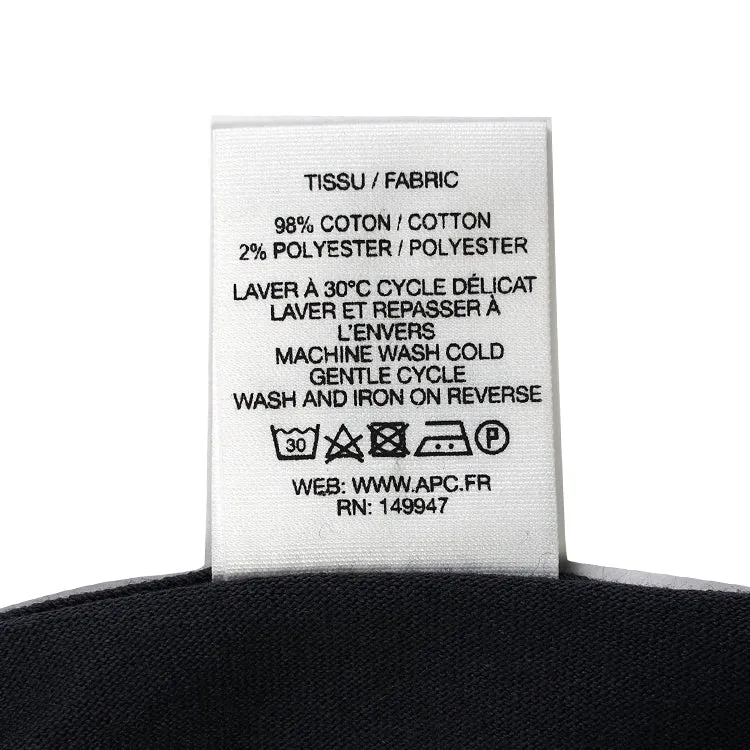 TISSU / FABRIC
98% COTON / COTTON
2% POLYESTER / POLYESTER
LAVER À 30°C CYCLE DÉLICAT
LAVER ET REPASSER À
L'ENVERS
MACHINE WASH COLD
GENTLE CYCLE
WASH AND IRON ON REVERSE
30 P
WEB: WWW.APC.FR
RN: 149947